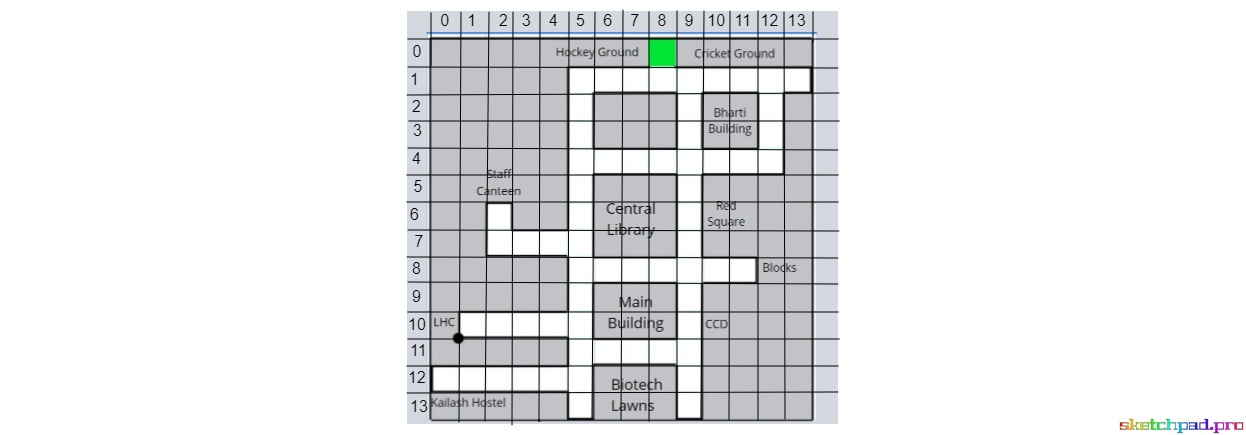 0 1 2 3 4 5 6 7 8 9 10 11 12 13
0 Hockey Ground Cricket Ground
1
2 Bharti
3 Building
4
Staff
5 Canteen
6 Central Red
Library Square
7
8 Blocks
9 Main
10 LHC Building CCD
11
12 Biotech
13 Kailash Hostel Lawns
sketchpad.pro